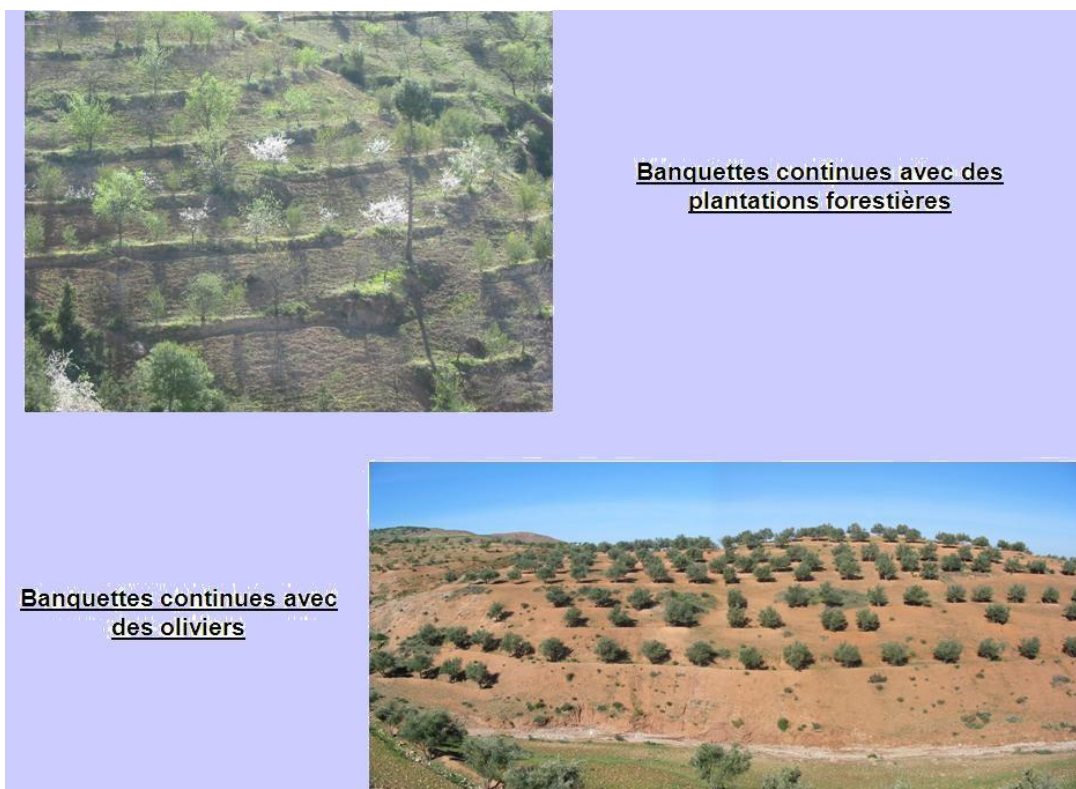 Banquettes continues avec des
plantations forestières
Banquettes continues avec
des oliviers